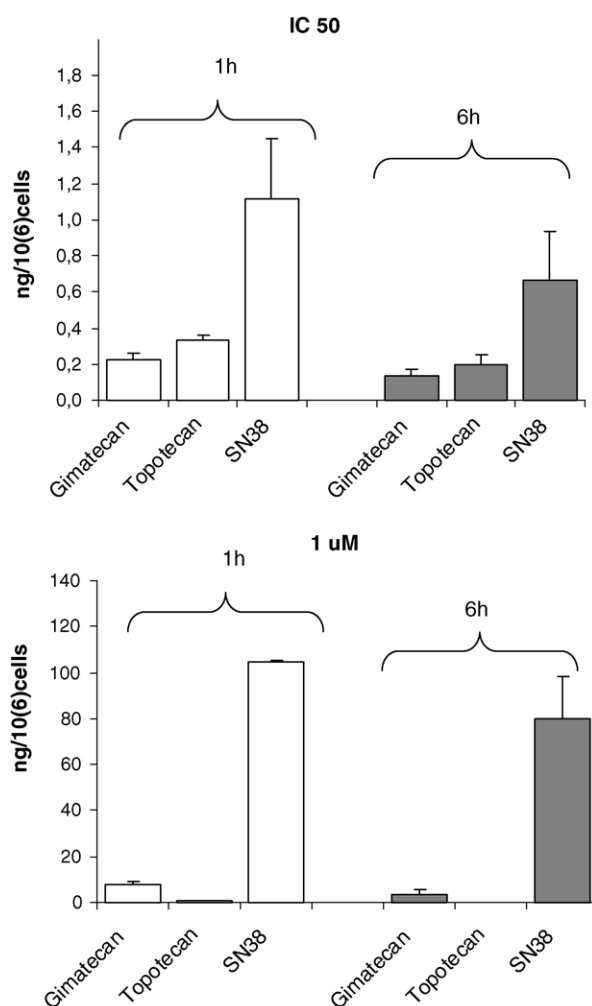 IC 50
1h
6h
ng/10(6)cells
1,8
1,6
1,4
1,2
1,0
0,8
0,6
0,4
0,2
0,0
Gimatecan
Topotecan
SN38
Gimatecan
Topotecan
SN38
1 uM
1h
6h
ng/10(6)cells
140
120
100
80
60
40
20
0
Gimatecan
Topotecan
SN38
Gimatecan
Topotecan
SN38